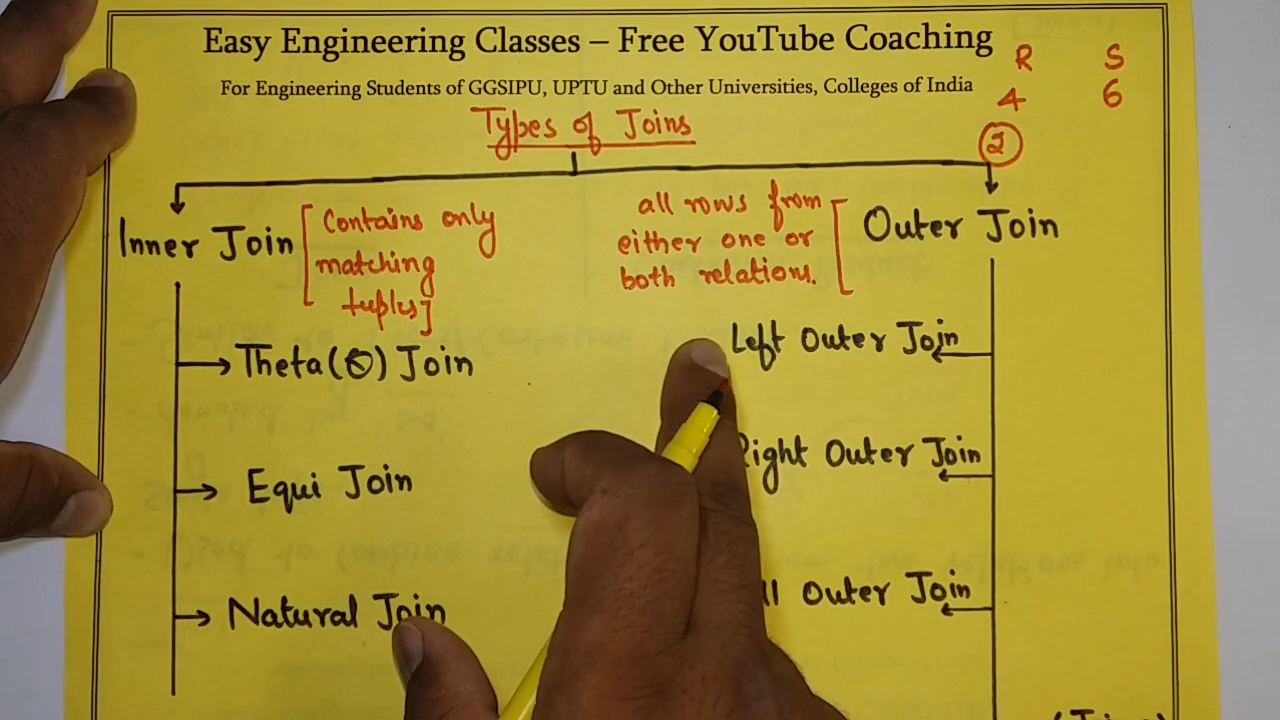 Easy Engineering Classes – Free YouTube Coaching
For Engineering Students of GGSIPU, UPTU and Other Universities, Colleges of India
R S
4 6
2
Types of Joins
Inner Join [Contains only
matching
tuples]
all rows from
either one or
both relations.
Outer Join
Theta(θ) Join
Left Outer Join
Equi Join
Right Outer Join
Natural Join
ll Outer Join